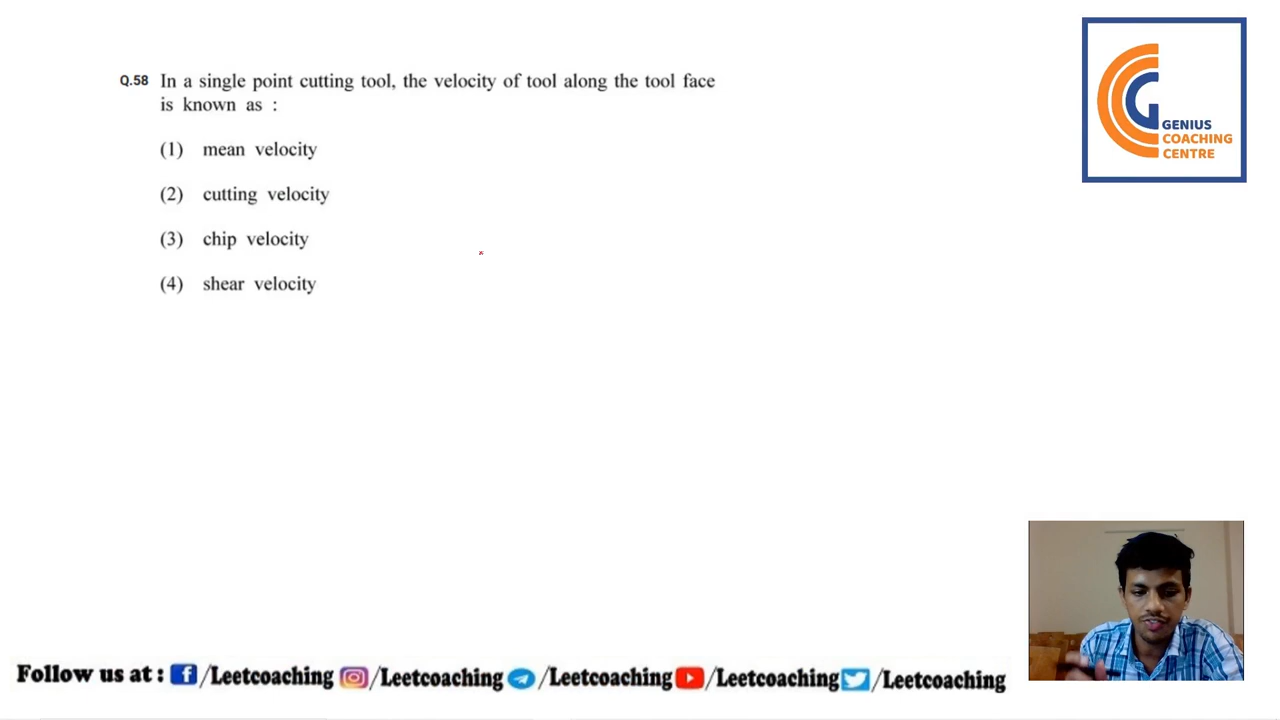 Q.58 In a single point cutting tool, the velocity of tool along the tool face
is known as :
(1) mean velocity
(2) cutting velocity
(3) chip velocity
(4) shear velocity
GENIUS
COACHING
CENTRE
Follow us at : /Leetcoaching /Leetcoaching /Leetcoaching /Leetcoaching /Leetcoaching